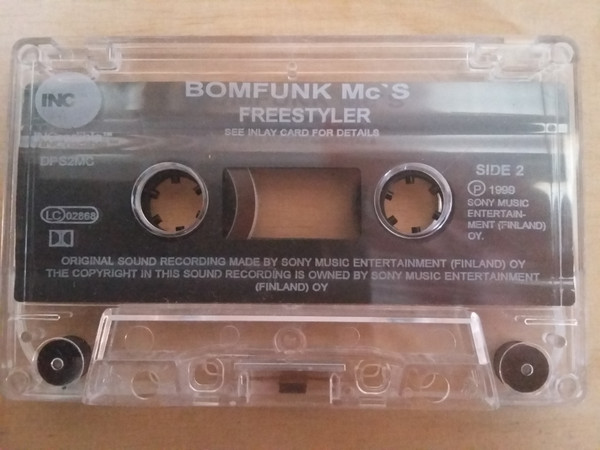 BOMFUNK Mc`S
FREESTYLER
SEE INLAY CARD FOR DETAILS
INC
INCredible™
DPS2MC
SIDE 2
Ⓟ 1999
SONY MUSIC
ENTERTAIN-
MENT (FINLAND)
OY.
LC 02868
ORIGINAL SOUND RECORDING MADE BY SONY MUSIC ENTERTAINMENT (FINLAND) OY
THE COPYRIGHT IN THIS SOUND RECORDING IS OWNED BY SONY MUSIC ENTERTAINMENT
(FINLAND) OY